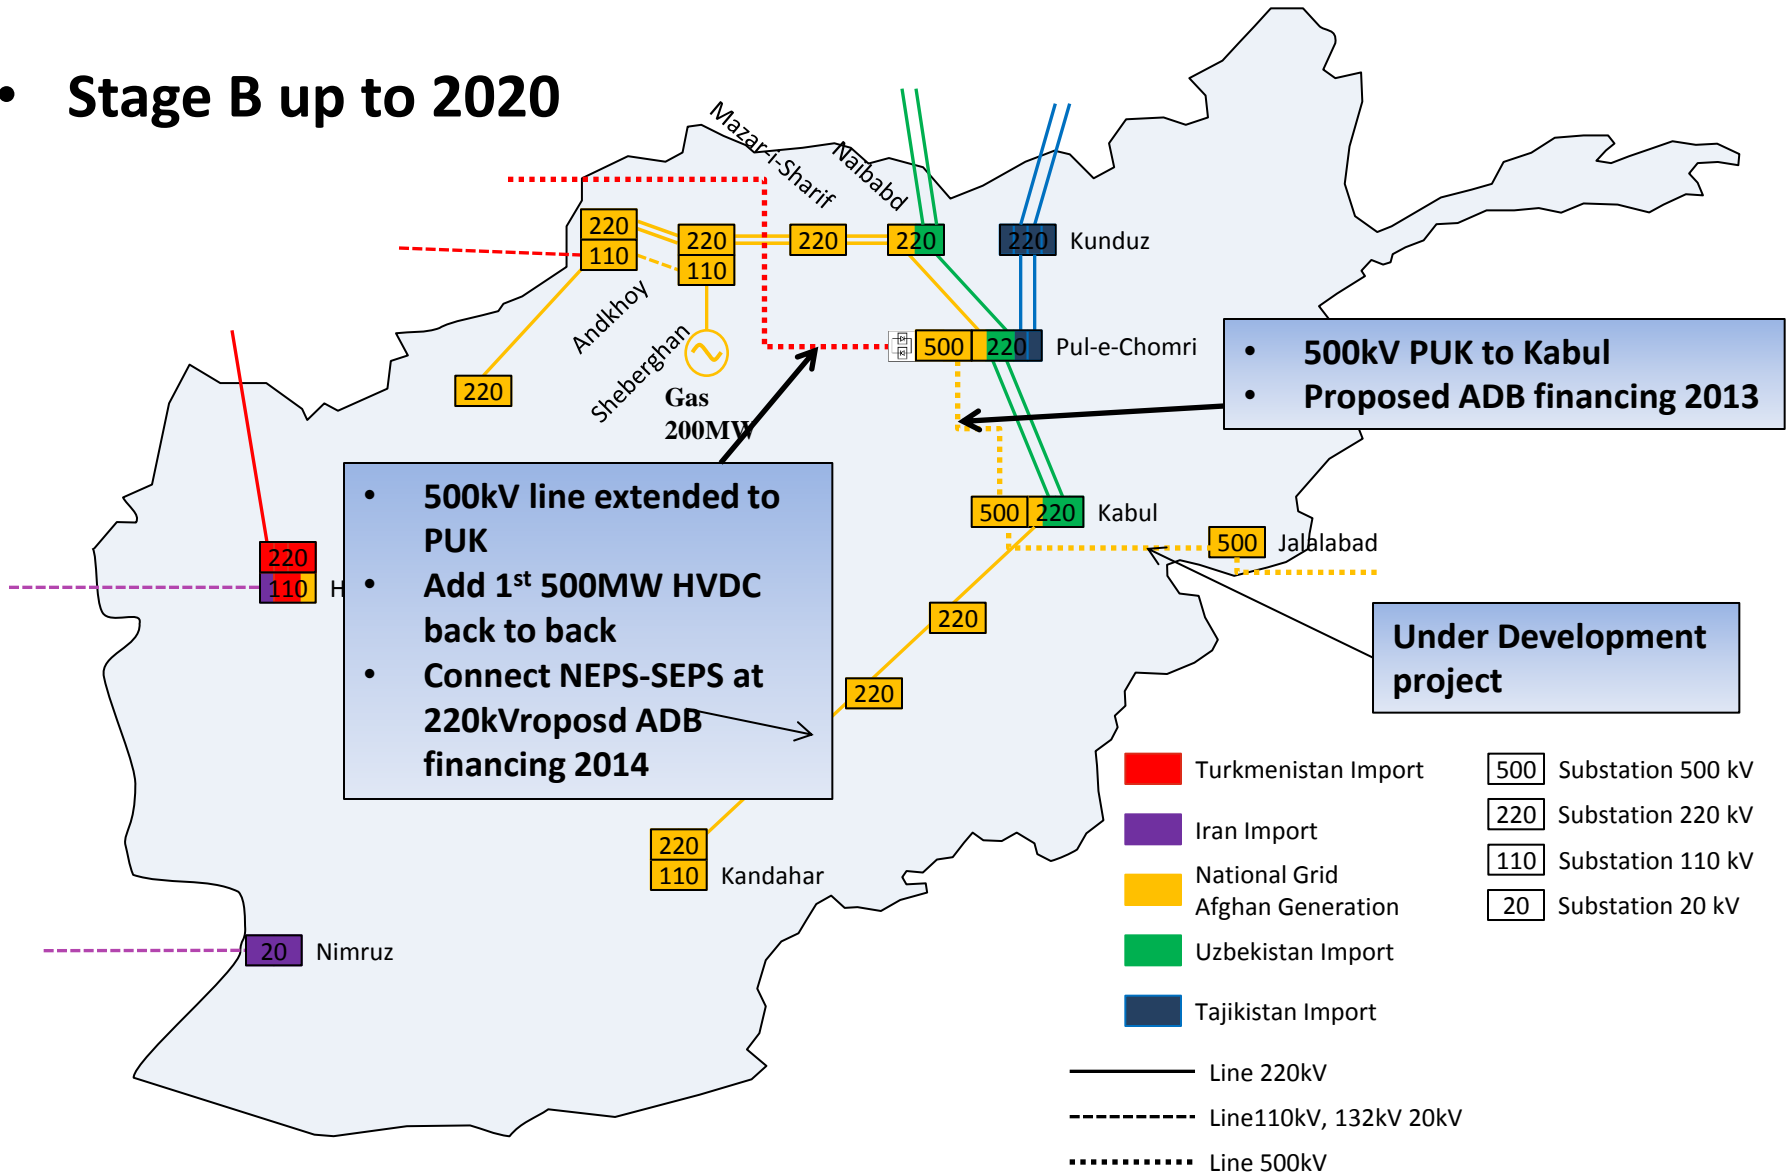 • Stage B up to 2020
Mazar-i-Sharif
Naibabd
220
110
220
110
220
220
220
Kunduz
Andkhoy
Sheberghan
Gas
200MW
220
500
220
Pul-e-Chomri
• 500kV PUK to Kabul
• Proposed ADB financing 2013
• 500kV line extended to
PUK
• Add 1st 500MW HVDC
back to back
• Connect NEPS-SEPS at
220kVroposd ADB
financing 2014
500
220
Kabul
500
Jalalabad
220
110
H
220
220
Under Development
project
220
110
Kandahar
20
Nimruz
Turkmenistan Import
Iran Import
National Grid
Afghan Generation
Uzbekistan Import
Tajikistan Import
500 Substation 500 kV
220 Substation 220 kV
110 Substation 110 kV
20 Substation 20 kV
Line 220kV
Line110kV, 132kV 20kV
Line 500kV